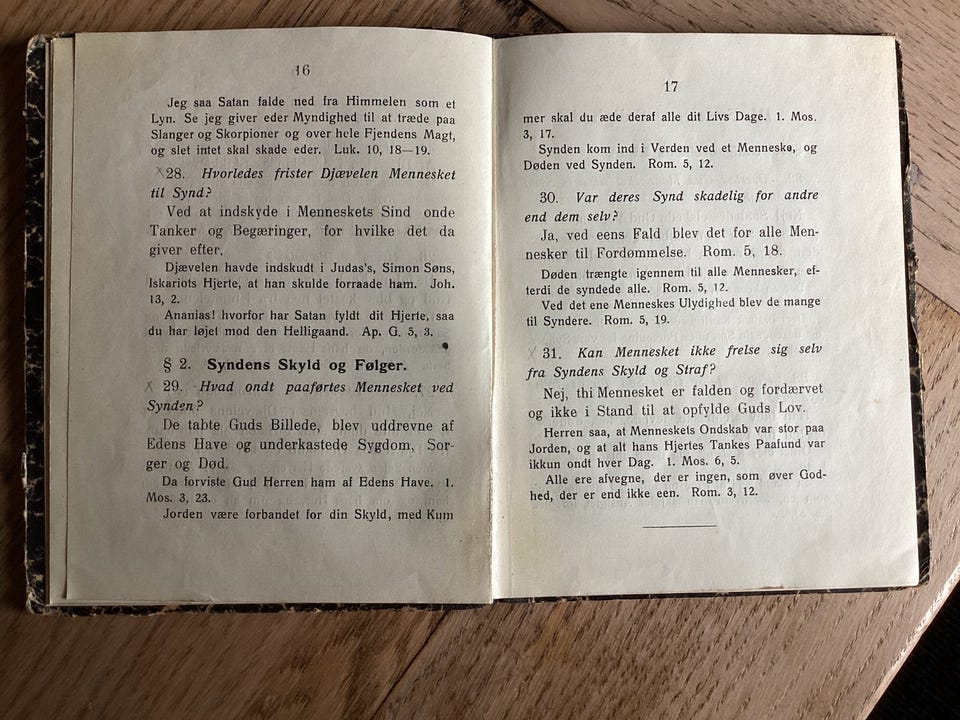 16
Jeg saa Satan falde ned fra Himmelen som et
Lyn. Se jeg giver eder Myndighed til at træde paa
Slanger og Skorpioner og over hele Fjendens Magt,
og slet intet skal skade eder. Luk. 10, 18—19.
28. Hvorledes frister Djævelen Mennesket
til Synd?
Ved at indskyde i Menneskets Sind onde
Tanker og Begæringer, for hvilke det da
giver efter.
Djævelen havde indskudt i Judas's, Simon Søns,
Iskariots Hjerte, at han skulde forraade ham. Joh.
13, 2.
Ananias! hvorfor har Satan fyldt dit Hjerte, saa
du har løjet mod den Helligaand. Ap. G. 5, 3.
§ 2. Syndens Skyld og Følger.
29. Hvad ondt paaførtes Mennesket ved
Synden?
De tabte Guds Billede, blev uddrevne af
Edens Have og underkastede Sygdom, Sor-
ger og Død.
Da forviste Gud Herren ham af Edens Have. 1.
Mos. 3, 23.
Jorden være forbandet for din Skyld, med Kum
17
mer skal du æde deraf alle dit Livs Dage. 1. Mos.
3, 17.
Synden kom ind i Verden ved et Menneske, og
Døden ved Synden. Rom. 5, 12.
30. Var deres Synd skadelig for andre
end dem selv?
Ja, ved eens Fald blev det for alle Men-
nesker til Fordømmelse. Rom. 5, 18.
Døden trængte igennem til alle Mennesker, ef-
terdi de syndede alle. Rom. 5, 12.
Ved det ene Menneskes Ulydighed blev de mange
til Syndere. Rom. 5, 19.
31. Kan Mennesket ikke frelse sig selv
fra Syndens Skyld og Straf?
Nej, thi Mennesket er falden og fordærvet
og ikke i Stand til at opfylde Guds Lov.
Herren saa, at Menneskets Ondskab var stor paa
Jorden, og at alt hans Hjertes Tankes Paafund var
ikkun ondt hver Dag. 1. Mos. 6, 5.
Alle ere afvegne, der er ingen, som øver God-
hed, der er end ikke een. Rom. 3, 12.